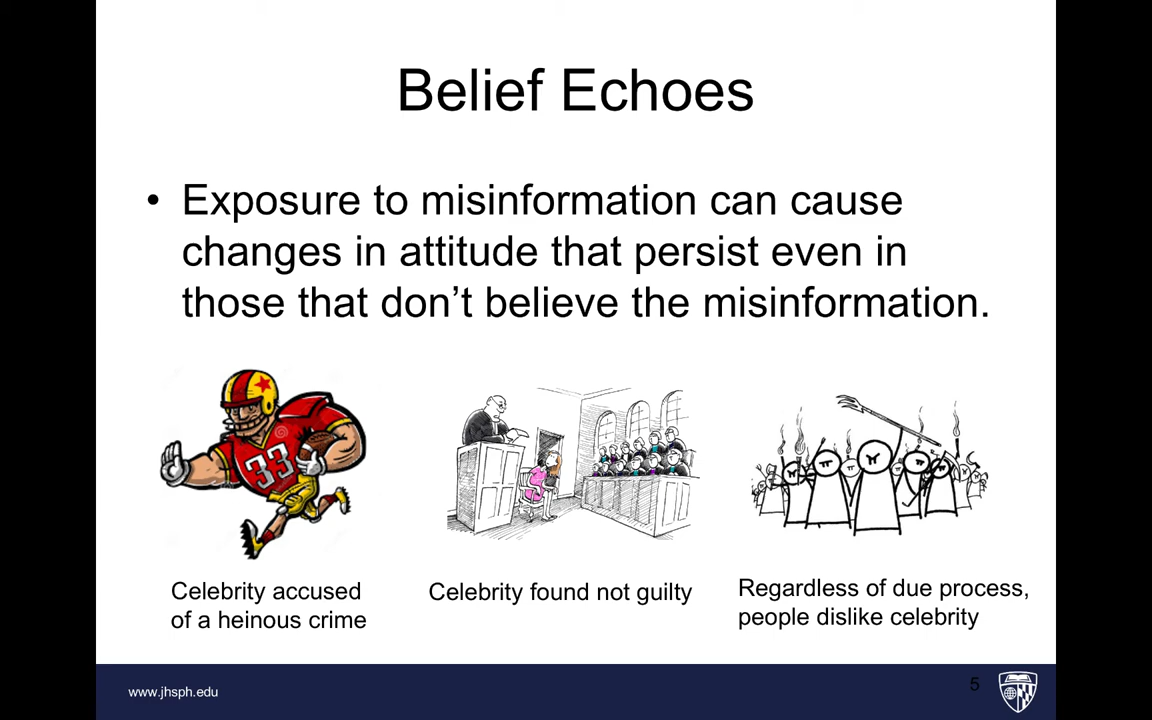 Belief Echoes
• Exposure to misinformation can cause
changes in attitude that persist even in
those that don’t believe the misinformation.
33
Celebrity accused
of a heinous crime
Celebrity found not guilty
Regardless of due process,
people dislike celebrity
www.jhsph.edu
5